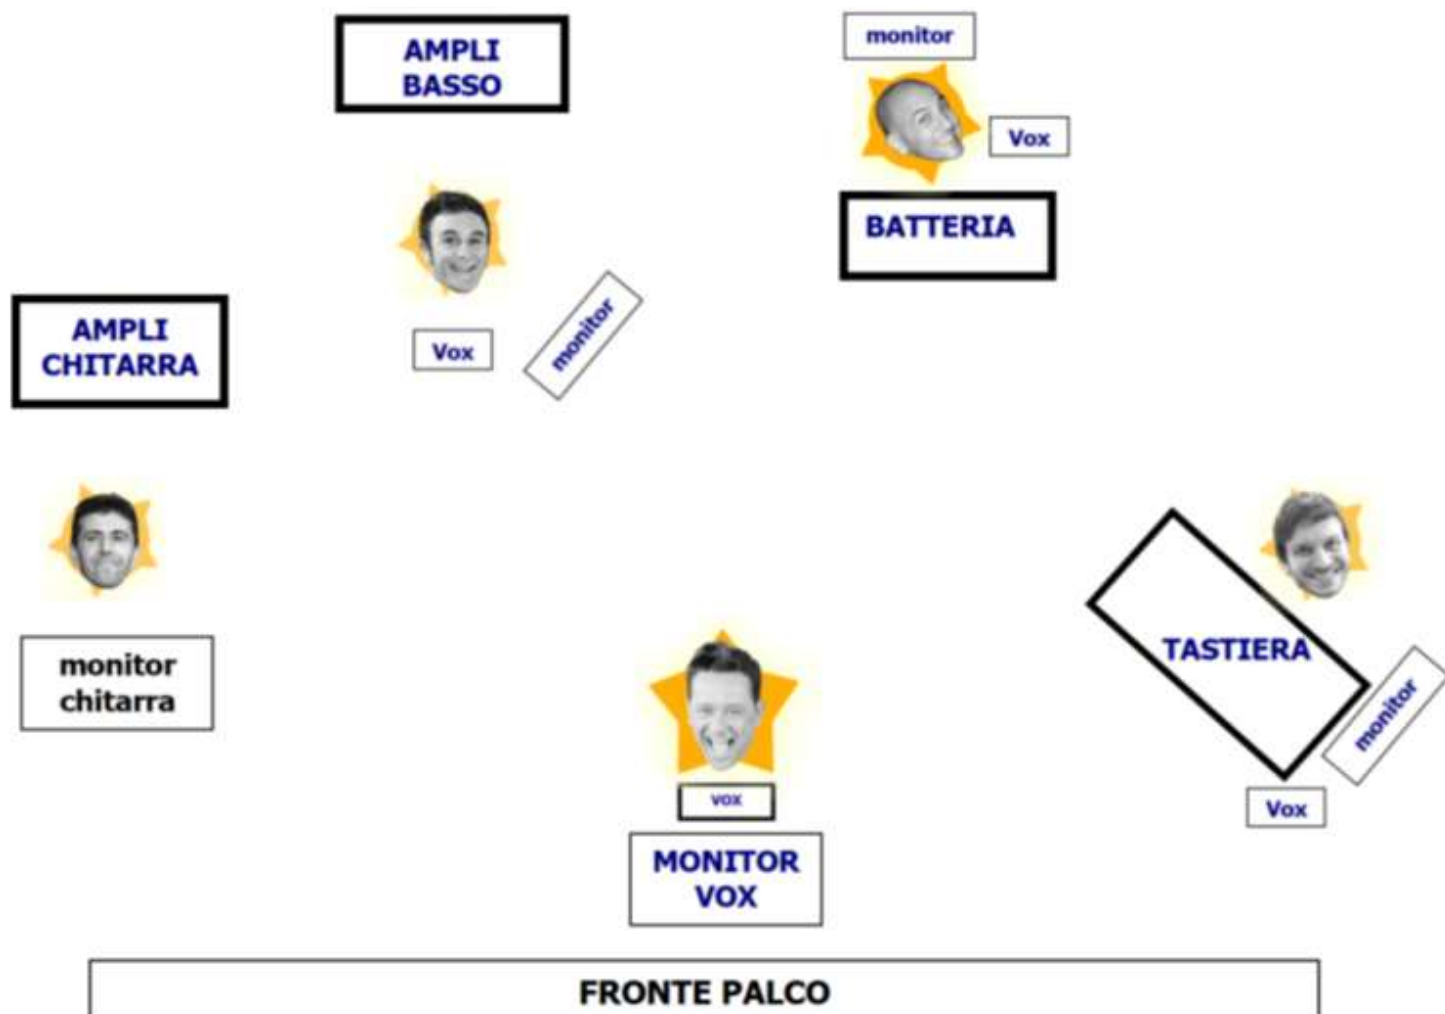 AMPLI
BASSO
monitor
Vox
BATTERIA
AMPLI
CHITARRA
Vox
monitor
monitor
chitarra
TASTIERA
monitor
Vox
vox
MONITOR
VOX
FRONTE PALCO